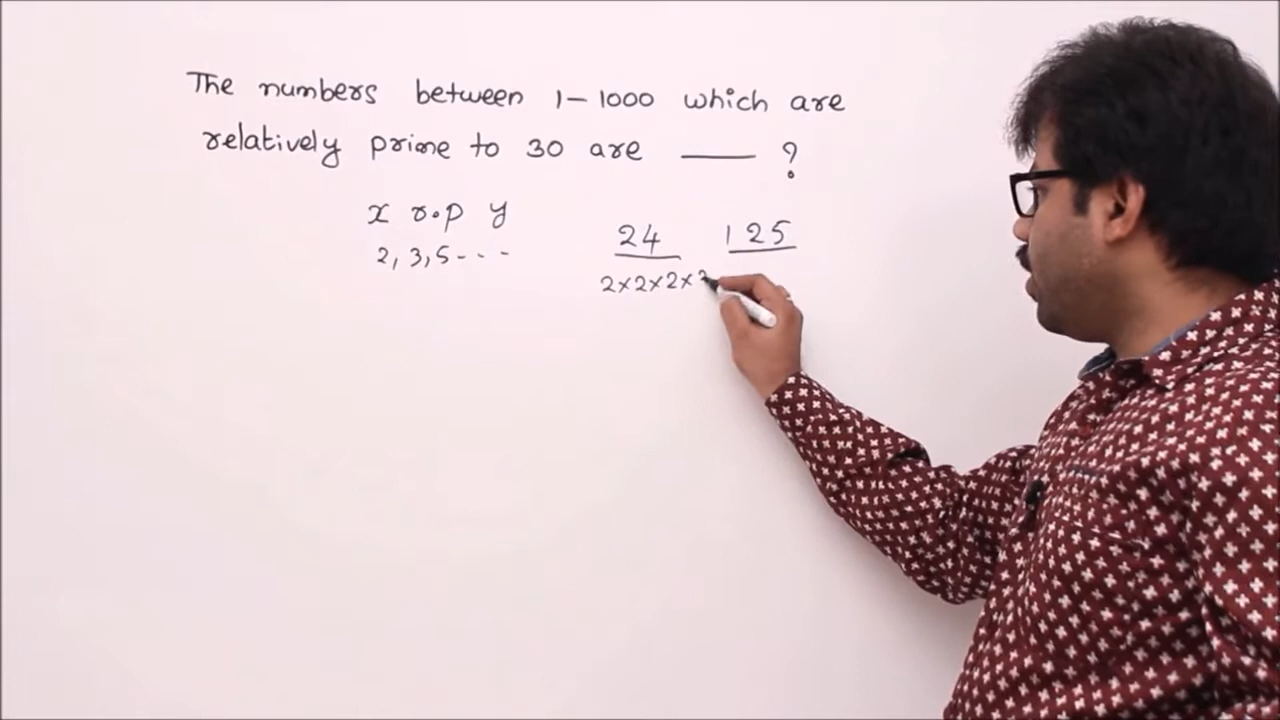 The numbers between 1-1000 which are
relatively prime to 30 are ___ ?
x r.p y
2, 3, 5 - - -
24 125
2×2×2×